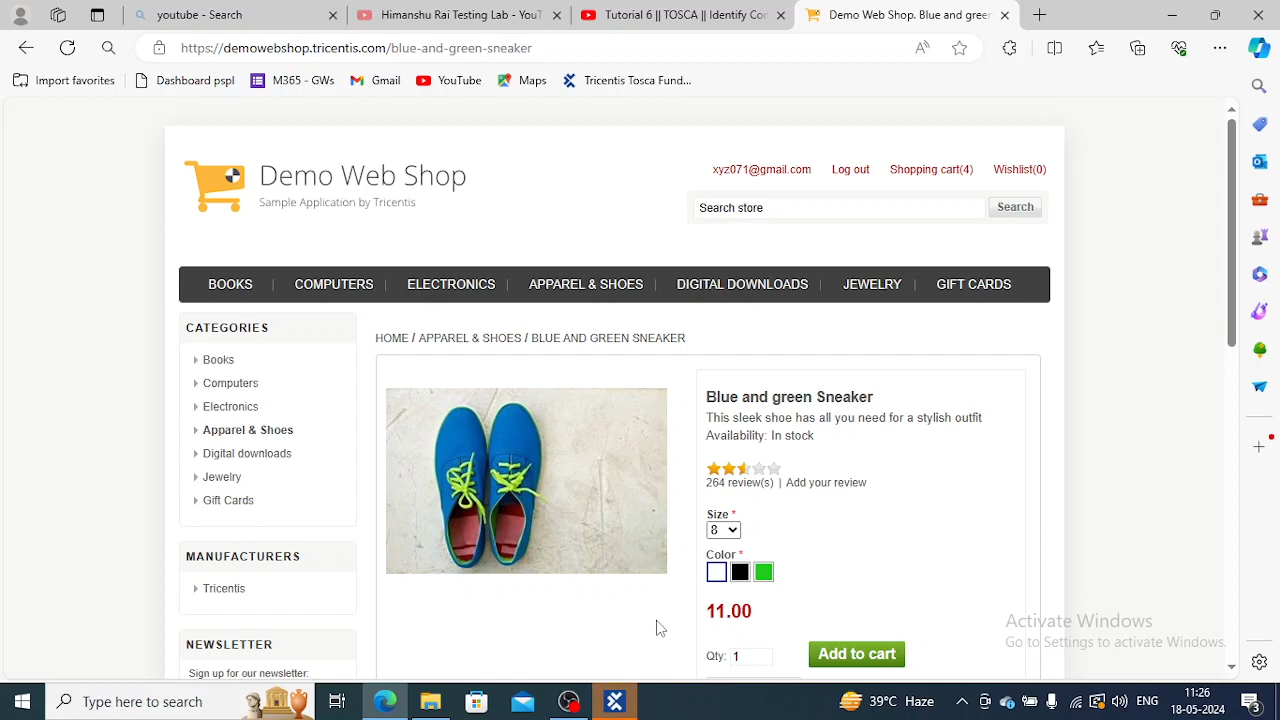 youtube - Search
Himanshu Rai Testing Lab - YouT
Tutorial 6 || TOSCA || Identify Cor
Demo Web Shop. Blue and green
https://demowebshop.tricentis.com/blue-and-green-sneaker
Import favorites
Dashboard pspl
M365 - GWs
Gmail
YouTube
Maps
Tricentis Tosca Fund...
Demo Web Shop
Sample Application by Tricentis
xyz071@gmail.com
Log out
Shopping cart(4)
Wishlist(0)
Search store
Search
BOOKS
COMPUTERS
ELECTRONICS
APPAREL & SHOES
DIGITAL DOWNLOADS
JEWELRY
GIFT CARDS
CATEGORIES
Books
Computers
Electronics
Apparel & Shoes
Digital downloads
Jewelry
Gift Cards
MANUFACTURERS
Tricentis
NEWSLETTER
Sign up for our newsletter:
HOME / APPAREL & SHOES / BLUE AND GREEN SNEAKER
Blue and green Sneaker
This sleek shoe has all you need for a stylish outfit
Availability: In stock
264 review(s) | Add your review
Size *
8
Color *
11.00
Qty: 1
Add to cart
Activate Windows
Go to Settings to activate Windows.
Type here to search
39°C Haze
ENG
11:26
18-05-2024
3